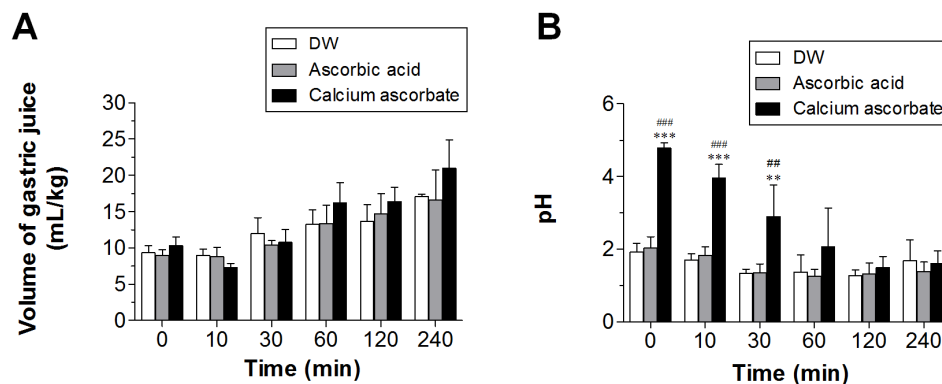 A
DW
Ascorbic acid
Calcium ascorbate
Volume of gastric juice
(mL/kg)
30
25
20
15
10
5
0
0 10 30 60 120 240
Time (min)
B
DW
Ascorbic acid
Calcium ascorbate
pH
6
4
2
0
###
***
###
***
##
**
0 10 30 60 120 240
Time (min)